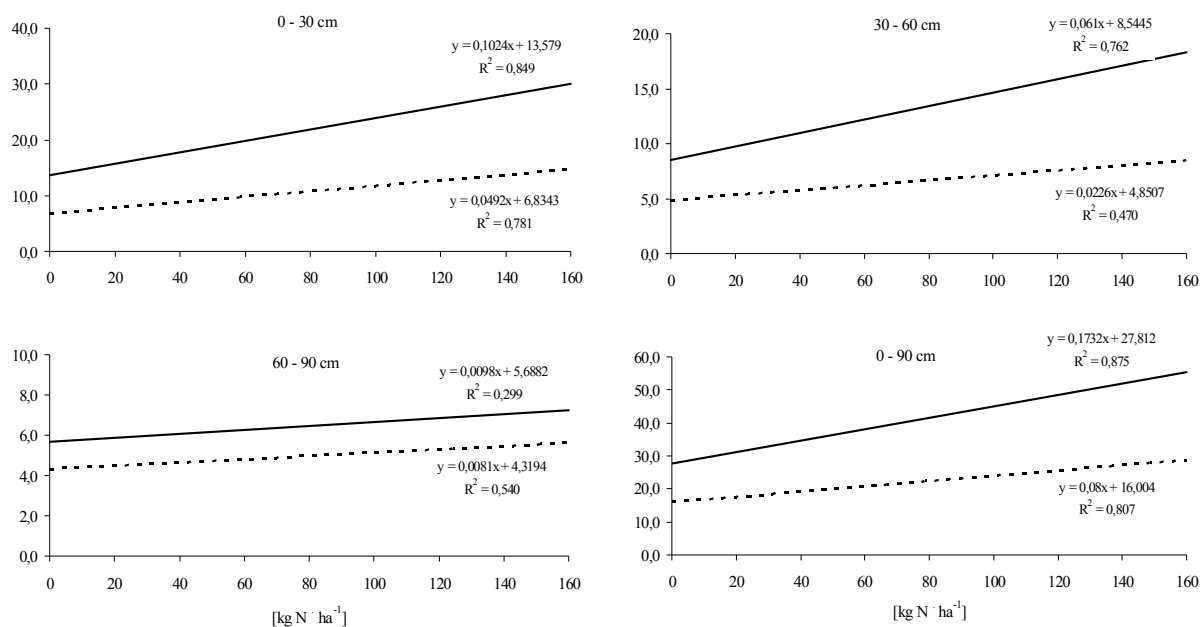 0 - 30 cm
40,0
30,0
20,0
10,0
0,0
y = 0,1024x + 13,579
R² = 0,849
y = 0,0492x + 6,8343
R² = 0,781
0 20 40 60 80 100 120 140 160
30 - 60 cm
20,0
15,0
10,0
5,0
0,0
y = 0,061x + 8,5445
R² = 0,762
y = 0,0226x + 4,8507
R² = 0,470
0 20 40 60 80 100 120 140 160
60 - 90 cm
10,0
8,0
6,0
4,0
2,0
0,0
y = 0,0098x + 5,6882
R² = 0,299
y = 0,0081x + 4,3194
R² = 0,540
0 20 40 60 80 100 120 140 160
[kg N · ha⁻¹]
0 - 90 cm
60,0
50,0
40,0
30,0
20,0
10,0
0,0
y = 0,1732x + 27,812
R² = 0,875
y = 0,08x + 16,004
R² = 0,807
0 20 40 60 80 100 120 140 160
[kg N · ha⁻¹]